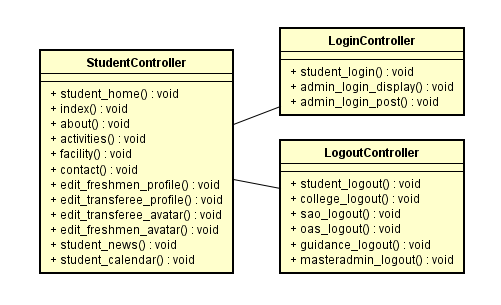 StudentController
+ student_home() : void
+ index() : void
+ about() : void
+ activities() : void
+ facility() : void
+ contact() : void
+ edit_freshmen_profile() : void
+ edit_transferee_profile() : void
+ edit_transferee_avatar() : void
+ edit_freshmen_avatar() : void
+ student_news() : void
+ student_calendar() : void
LoginController
+ student_login() : void
+ admin_login_display() : void
+ admin_login_post() : void
LogoutController
+ student_logout() : void
+ college_logout() : void
+ sao_logout() : void
+ oas_logout() : void
+ guidance_logout() : void
+ masteradmin_logout() : void